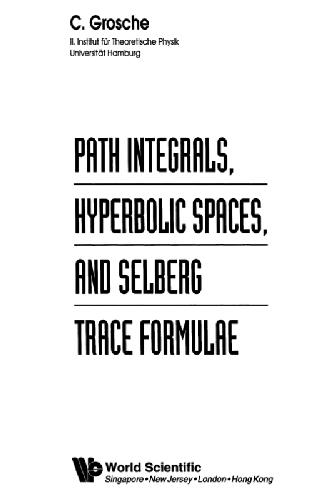 C. Grosche
II. Institut für Theoretische Physik
Universität Hamburg
PATH INTEGRALS,
HYPERBOLIC SPACES,
AND SELBERG
TRACE FORMULAE
World Scientific
Singapore • New Jersey • London • Hong Kong